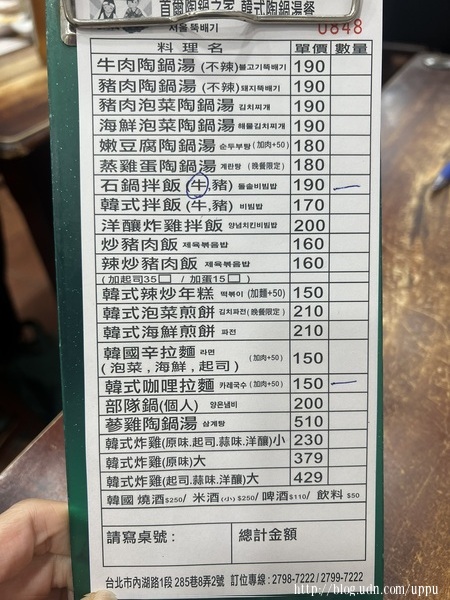 首爾陶鍋之家 韓式陶鍋湯餐
서울 뚝배기 0848
料理名 單價 數量
牛肉陶鍋湯 (不辣) 불고기뚝배기 190
豬肉陶鍋湯 (不辣) 돼지뚝배기 190
豬肉泡菜陶鍋湯 김치찌개 190
海鮮泡菜陶鍋湯 해물김치찌개 190
嫩豆腐陶鍋湯 순두부탕 (加肉+50) 180
蒸雞蛋陶鍋湯 계란탕 (晚餐限定) 180
石鍋拌飯 (牛,豬) 돌솥비빔밥 190 —
韓式拌飯 (牛,豬) 비빔밥 170
洋釀炸雞拌飯 양념치킨비빔밥 200
炒豬肉飯 제육볶음밥 160
辣炒豬肉飯 제육볶음밥 160
(加起司35□ / 加蛋15□)
韓式辣炒年糕 떡볶이 (加麵+50) 150
韓式泡菜煎餅 김치파전 (晚餐限定) 210
韓式海鮮煎餅 파전 210
韓國辛拉麵 라면 (加肉+50) 150
(泡菜,海鮮,起司)
韓式咖哩拉麵 카레국수 (加肉+50) 150 —
部隊鍋(個人) 양은냄비 200
蔘雞陶鍋湯 삼계탕 510
韓式炸雞(原味.起司.蒜味.洋釀)小 230
韓式炸雞(原味)大 379
韓式炸雞(起司.蒜味.洋釀)大 429
韓國燒酒$250/ 米酒(小)$250/ 啤酒$110/ 飲料$50
請寫桌號: 總計金額
台北市內湖路1段285巷8弄2號 訂位專線:2798-7222 / 2799-7222
http://blog.udn.com/uppu